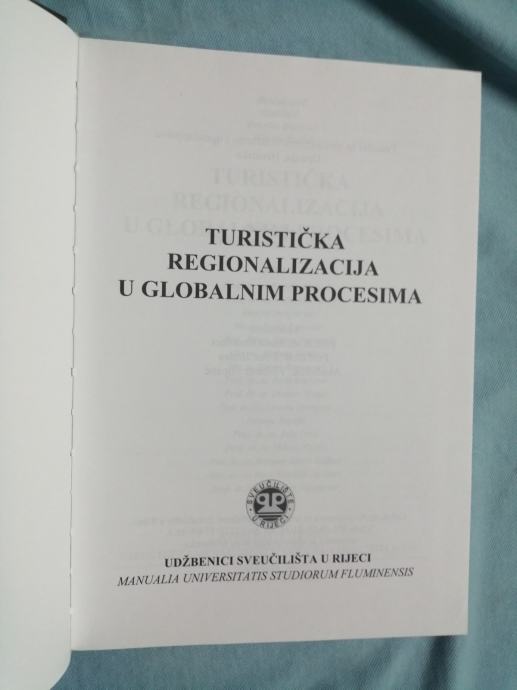 TURISTIČKA
REGIONALIZACIJA
U GLOBALNIM PROCESIMA
SVEUČILIŠTE
U RIJECI
UDŽBENICI SVEUČILIŠTA U RIJECI
MANUALIA UNIVERSITATIS STUDIORUM FLUMINENSIS